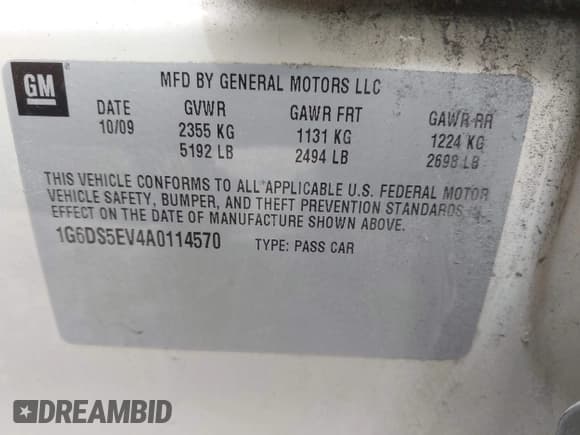 GM
MFD BY GENERAL MOTORS LLC
DATE GVWR GAWR FRT GAWR RR
10/09 2355 KG 1131 KG 1224 KG
5192 LB 2494 LB 2698 LB
THIS VEHICLE CONFORMS TO ALL APPLICABLE U.S. FEDERAL MOTOR
VEHICLE SAFETY, BUMPER, AND THEFT PREVENTION STANDARDS IN
EFFECT ON THE DATE OF MANUFACTURE SHOWN ABOVE.
1G6DS5EV4A0114570 TYPE: PASS CAR
DREAMBID